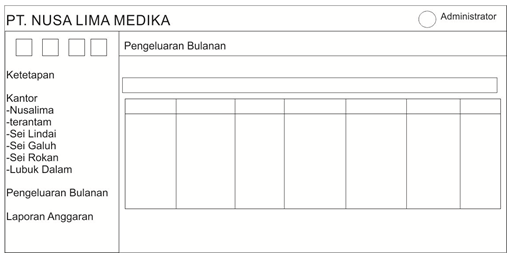 PT. NUSA LIMA MEDIKA
Administrator
Pengeluaran Bulanan
Ketetapan
Kantor
-Nusalima
-terantam
-Sei Lindai
-Sei Galuh
-Sei Rokan
-Lubuk Dalam
Pengeluaran Bulanan
Laporan Anggaran